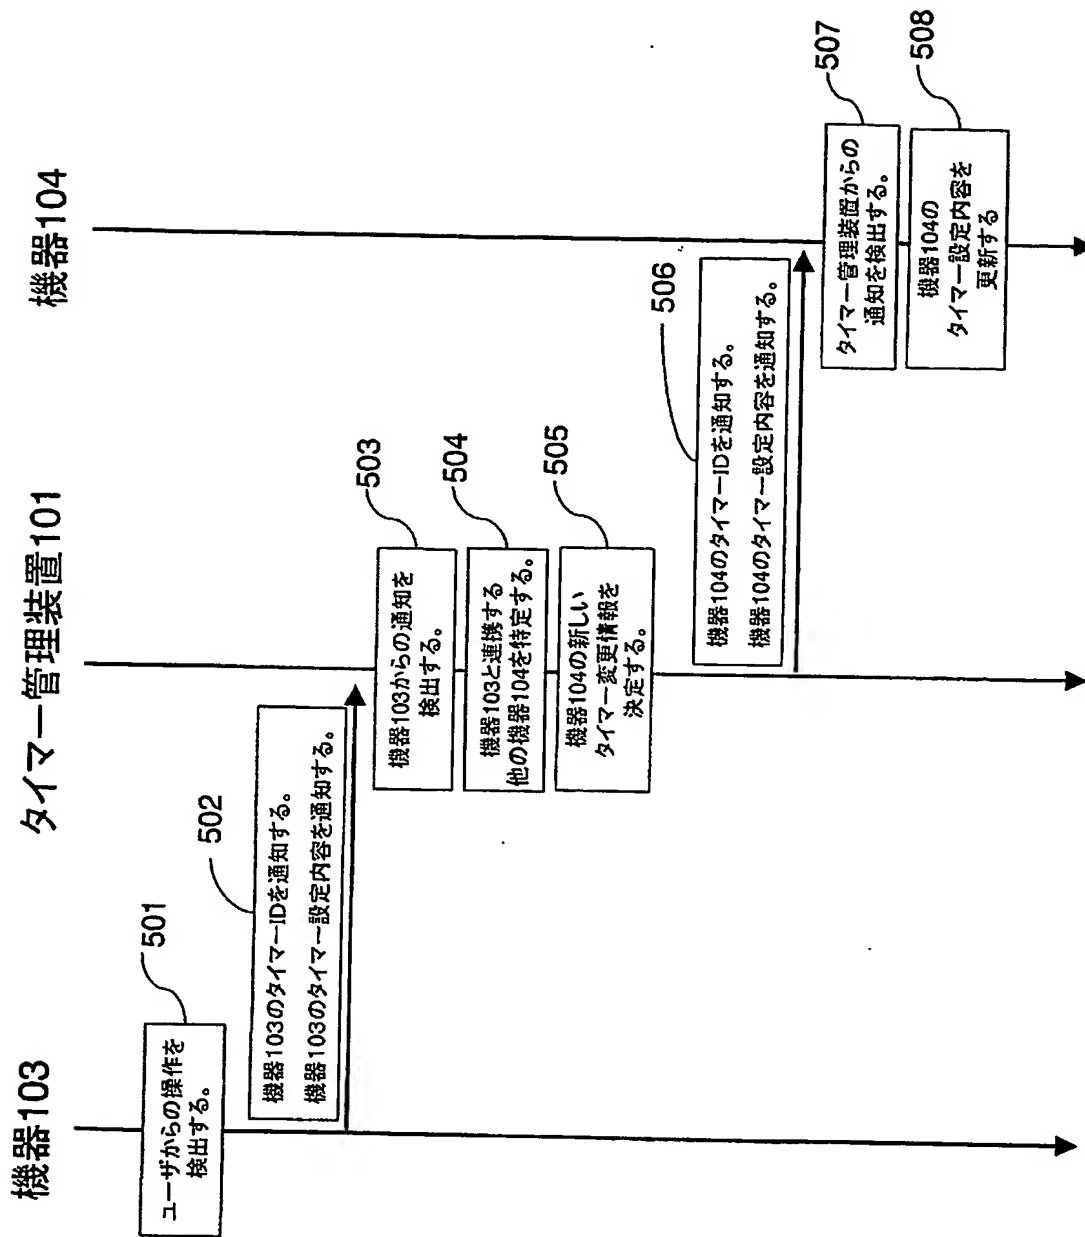 機器103
タイマー管理装置101
機器104
501
ユーザからの操作を
検出する。
502
機器103のタイマーIDを通知する。
機器103のタイマー設定内容を通知する。
503
機器103からの通知を
検出する。
504
機器103と連携する
他の機器104を特定する。
505
機器104の新しい
タイマー変更情報を
決定する。
506
機器104のタイマーIDを通知する。
機器104のタイマー設定内容を通知する。
507
タイマー管理装置からの
通知を検出する。
508
機器104の
タイマー設定内容を
更新する